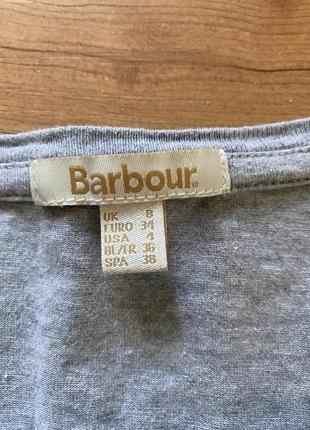 Barbour
UK 8
EURO 34
USA 4
BE/FR 36
SPA 38